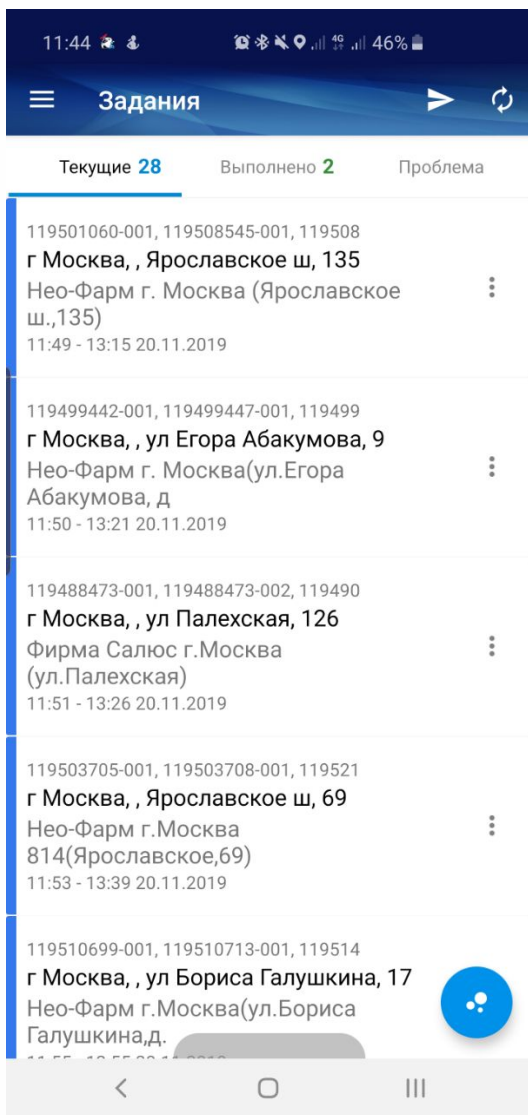 11:44 4G 46%
Задания
Текущие 28 Выполнено 2 Проблема
119501060-001, 119508545-001, 119508
г Москва, , Ярославское ш, 135
Нео-Фарм г. Москва (Ярославское
ш.,135)
11:49 - 13:15 20.11.2019
119499442-001, 119499447-001, 119499
г Москва, , ул Егора Абакумова, 9
Нео-Фарм г. Москва(ул.Егора
Абакумова, д
11:50 - 13:21 20.11.2019
119488473-001, 119488473-002, 119490
г Москва, , ул Палехская, 126
Фирма Салюс г.Москва
(ул.Палехская)
11:51 - 13:26 20.11.2019
119503705-001, 119503708-001, 119521
г Москва, , Ярославское ш, 69
Нео-Фарм г.Москва
814(Ярославское,69)
11:53 - 13:39 20.11.2019
119510699-001, 119510713-001, 119514
г Москва, , ул Бориса Галушкина, 17
Нео-Фарм г.Москва(ул.Бориса
Галушкина,д.